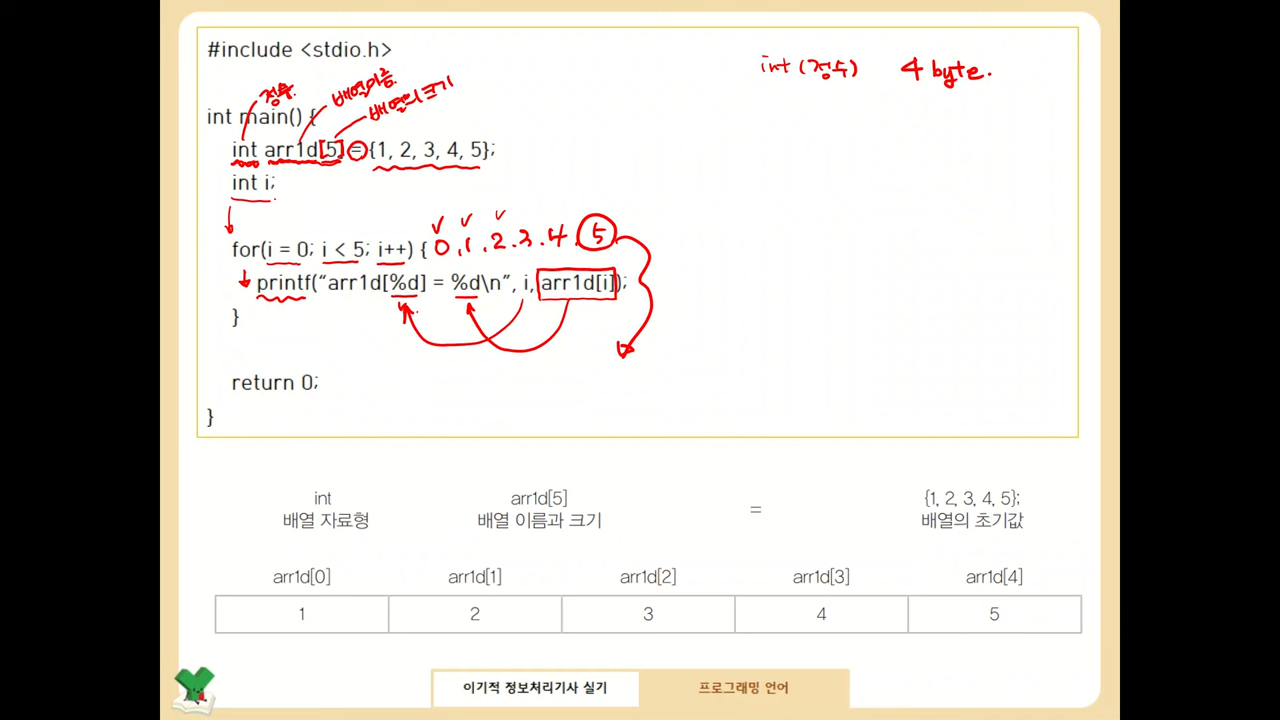 #include <stdio.h>
int (정수) 4 byte.
정수. 배열이름. 배열의 크기
int main() {
int arr1d[5] = {1, 2, 3, 4, 5};
int i;
0, 1, 2, 3, 4, 5
for(i = 0; i < 5; i++) {
printf(“arr1d[%d] = %d\n”, i, arr1d[i]);
}
return 0;
}
int arr1d[5] = {1, 2, 3, 4, 5};
배열 자료형 배열 이름과 크기 배열의 초기값
arr1d[0] arr1d[1] arr1d[2] arr1d[3] arr1d[4]
1 2 3 4 5
이기적 정보처리기사 실기 프로그래밍 언어